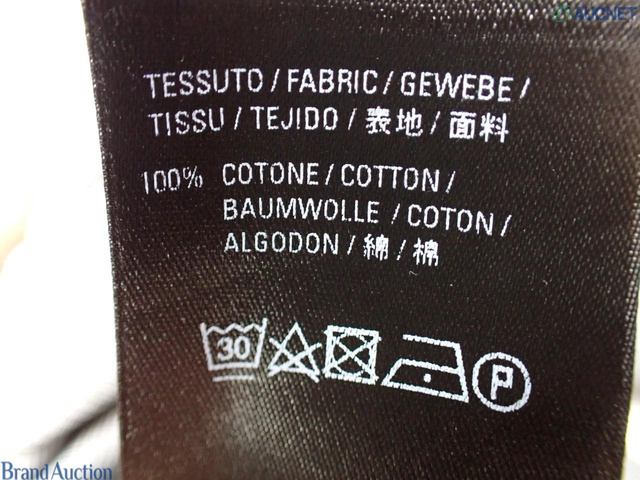 AUCNET
TESSUTO / FABRIC / GEWEBE /
TISSU / TEJIDO / 表地 / 面料
100% COTONE / COTTON /
BAUMWOLLE / COTON /
ALGODON / 綿 / 棉
30 P
Brand Auction